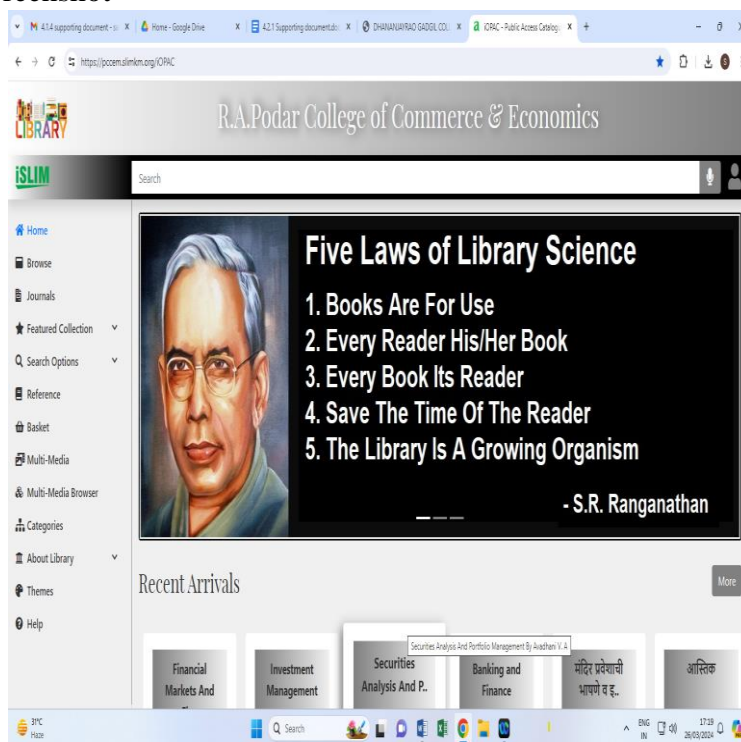 reenshot
4.1.4 supporting document - su
Home - Google Drive
4.2.1 Supporting document.do
DHANANJAYRAO GADGIL COL
iOPAC - Public Access Catalog
https://pccem.slimkm.org/iOPAC
LIBRARY
R.A.Podar College of Commerce & Economics
iSLIM
Search
Home
Browse
Journals
Featured Collection
Search Options
Reference
Basket
Multi-Media
Multi-Media Browser
Categories
About Library
Themes
Help
Five Laws of Library Science
1. Books Are For Use
2. Every Reader His/Her Book
3. Every Book Its Reader
4. Save The Time Of The Reader
5. The Library Is A Growing Organism
- S.R. Ranganathan
Recent Arrivals
More
Securities Analysis And Portfolio Management By Avadhani V. A
Financial
Markets And
Investment
Management
Securities
Analysis And P..
Banking and
Finance
मंदिर प्रवेशाची
भाषणे व इ..
आस्तिक
31°C
Haze
Search
ENG
IN
17:19
26/03/2024